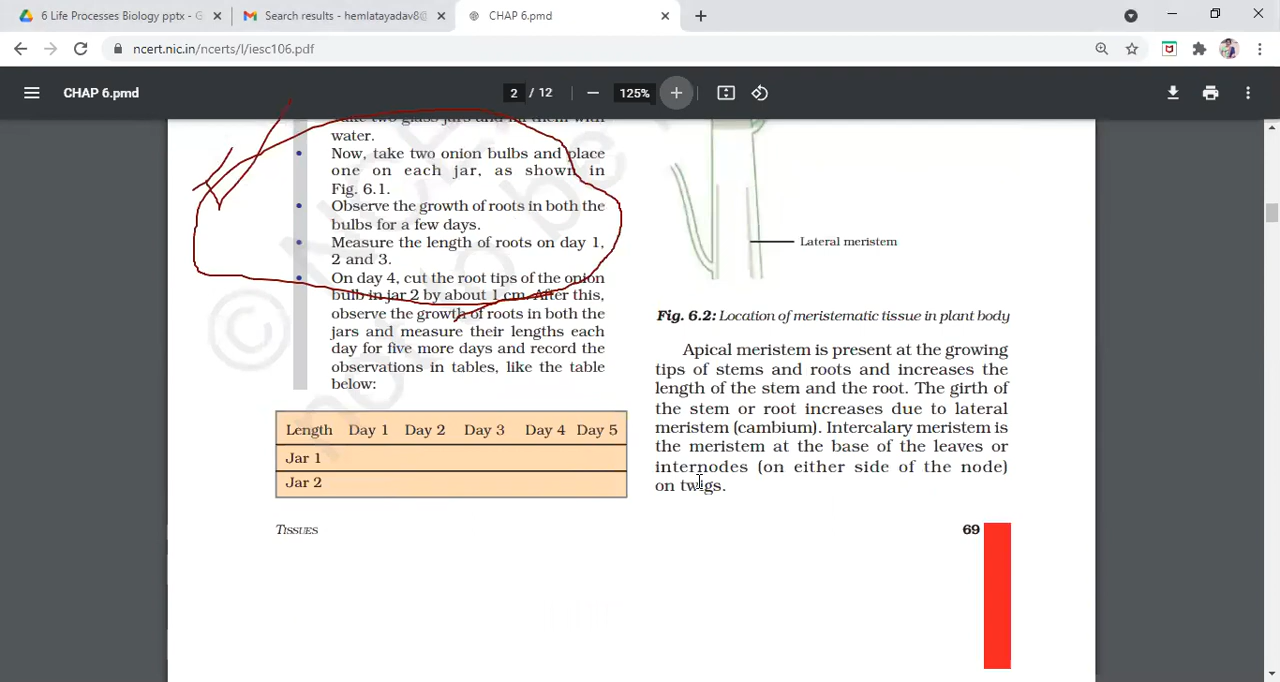 6 Life Processes Biology pptx - G
Search results - hemlatayadav8@
CHAP 6.pmd
ncert.nic.in/ncerts/l/iesc106.pdf
CHAP 6.pmd
2 / 12
125%
Take two glass jars and fill them with
water.
• Now, take two onion bulbs and place
one on each jar, as shown in
Fig. 6.1.
• Observe the growth of roots in both the
bulbs for a few days.
• Measure the length of roots on day 1,
2 and 3.
• On day 4, cut the root tips of the onion
bulb in jar 2 by about 1 cm. After this,
observe the growth of roots in both the
jars and measure their lengths each
day for five more days and record the
observations in tables, like the table
below:
Length Day 1 Day 2 Day 3 Day 4 Day 5
Jar 1
Jar 2
Tissues
Lateral meristem
Fig. 6.2: Location of meristematic tissue in plant body
Apical meristem is present at the growing
tips of stems and roots and increases the
length of the stem and the root. The girth of
the stem or root increases due to lateral
meristem (cambium). Intercalary meristem is
the meristem at the base of the leaves or
internodes (on either side of the node)
on twigs.
69